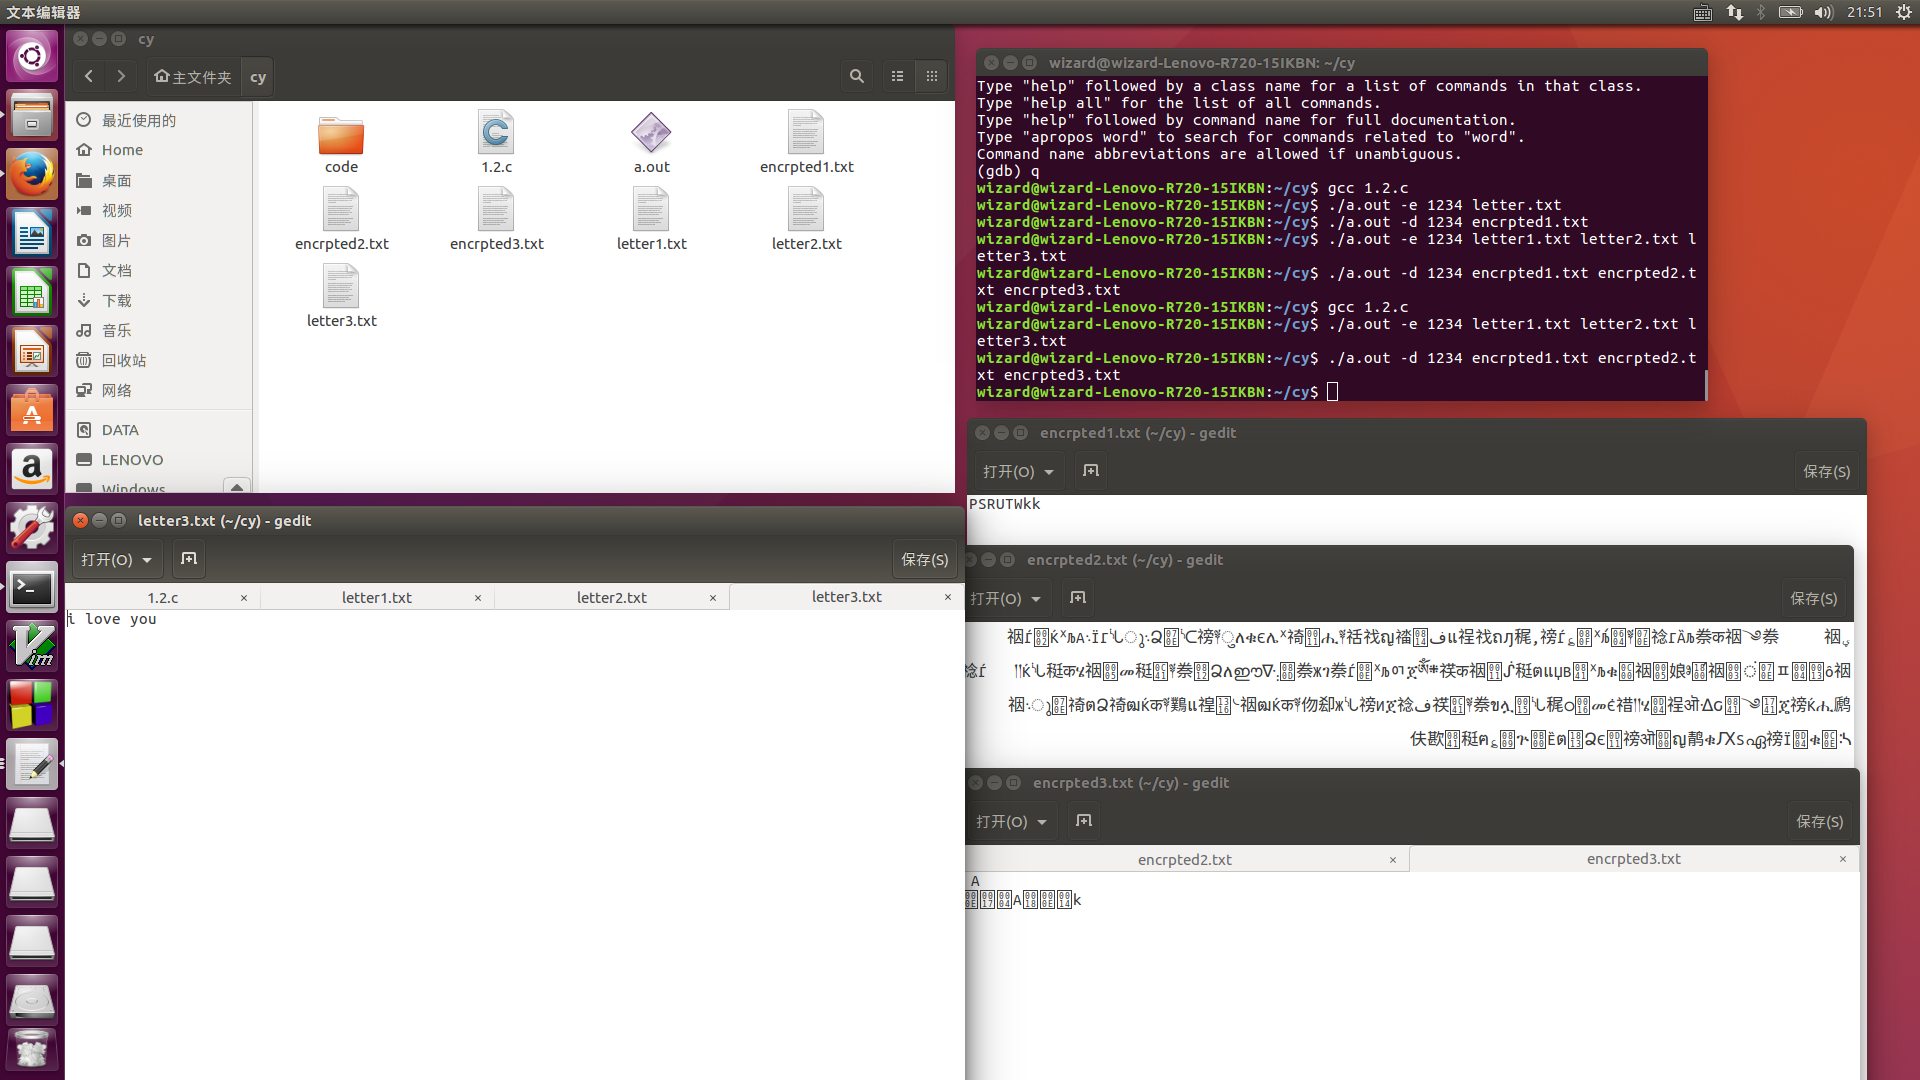 文本编辑器
21:51
cy
主文件夹
cy
最近使用的
Home
桌面
视频
图片
文档
下载
音乐
回收站
网络
DATA
LENOVO
Windows
code
1.2.c
a.out
encrpted1.txt
encrpted2.txt
encrpted3.txt
letter1.txt
letter2.txt
letter3.txt
wizard@wizard-Lenovo-R720-15IKBN: ~/cy
Type "help" followed by a class name for a list of commands in that class.
Type "help all" for the list of all commands.
Type "help" followed by command name for full documentation.
Type "apropos word" to search for commands related to "word".
Command name abbreviations are allowed if unambiguous.
(gdb) q
wizard@wizard-Lenovo-R720-15IKBN:~/cy$ gcc 1.2.c
wizard@wizard-Lenovo-R720-15IKBN:~/cy$ ./a.out -e 1234 letter.txt
wizard@wizard-Lenovo-R720-15IKBN:~/cy$ ./a.out -d 1234 encrpted1.txt
wizard@wizard-Lenovo-R720-15IKBN:~/cy$ ./a.out -e 1234 letter1.txt letter2.txt l
etter3.txt
wizard@wizard-Lenovo-R720-15IKBN:~/cy$ ./a.out -d 1234 encrpted1.txt encrpted2.t
xt encrpted3.txt
wizard@wizard-Lenovo-R720-15IKBN:~/cy$ gcc 1.2.c
wizard@wizard-Lenovo-R720-15IKBN:~/cy$ ./a.out -e 1234 letter1.txt letter2.txt l
etter3.txt
wizard@wizard-Lenovo-R720-15IKBN:~/cy$ ./a.out -d 1234 encrpted1.txt encrpted2.t
xt encrpted3.txt
wizard@wizard-Lenovo-R720-15IKBN:~/cy$
encrpted1.txt (~/cy) - gedit
打开(O)
保存(S)
PSRUTWkk
encrpted2.txt (~/cy) - gedit
打开(O)
保存(S)
encrpted3.txt (~/cy) - gedit
打开(O)
保存(S)
encrpted2.txt ×
encrpted3.txt ×
A
letter3.txt (~/cy) - gedit
打开(O)
保存(S)
1.2.c ×
letter1.txt ×
letter2.txt ×
letter3.txt ×
i love you